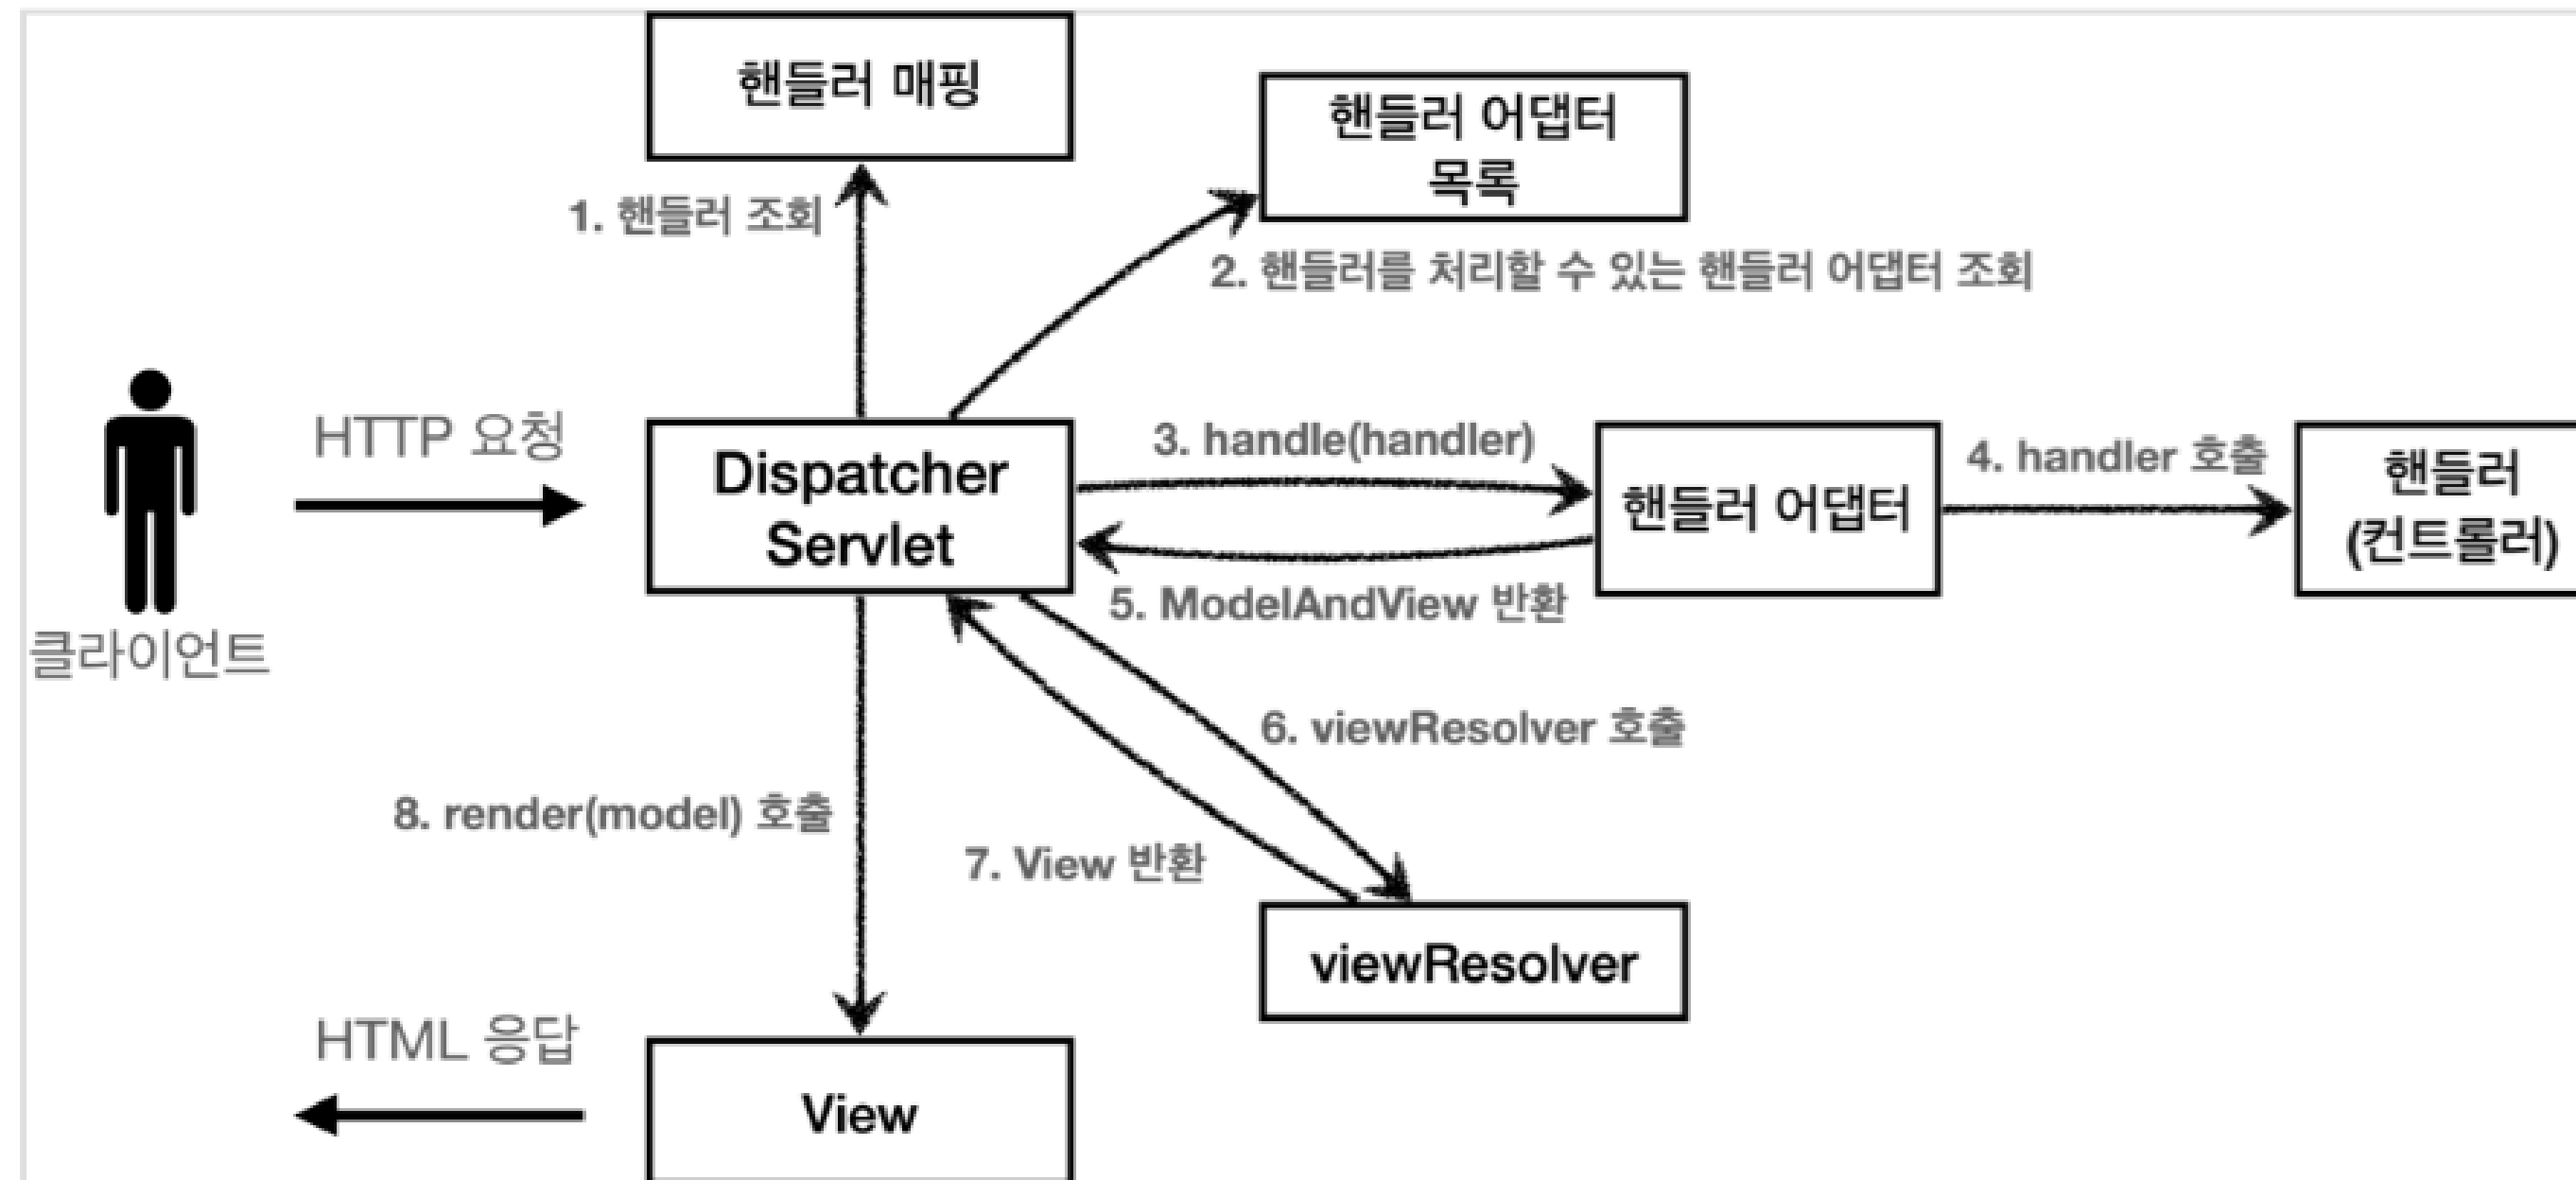 핸들러 매핑
핸들러 어댑터
목록
1. 핸들러 조회
2. 핸들러를 처리할 수 있는 핸들러 어댑터 조회
HTTP 요청
Dispatcher
Servlet
3. handle(handler)
핸들러 어댑터
4. handler 호출
핸들러
(컨트롤러)
5. ModelAndView 반환
클라이언트
6. viewResolver 호출
8. render(model) 호출
7. View 반환
viewResolver
HTML 응답
View